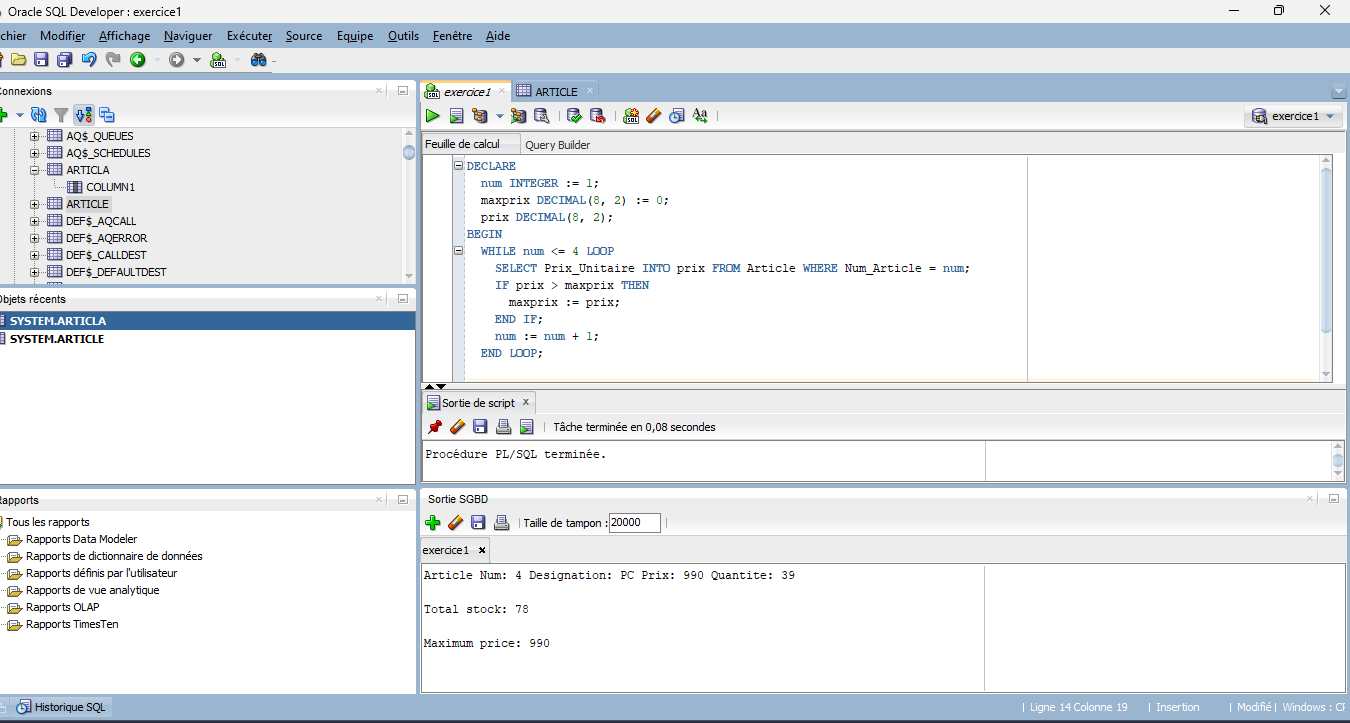 Oracle SQL Developer : exercice1
chier Modifier Affichage Naviguer Exécuter Source Equipe Outils Fenêtre Aide
onnexions
AQ$_QUEUES
AQ$_SCHEDULES
ARTICLA
COLUMN1
ARTICLE
DEF$_AQCALL
DEF$_AQERROR
DEF$_CALLDEST
DEF$_DEFAULTDEST
Objets récents
SYSTEM.ARTICLA
SYSTEM.ARTICLE
Rapports
Tous les rapports
Rapports Data Modeler
Rapports de dictionnaire de données
Rapports définis par l'utilisateur
Rapports de vue analytique
Rapports OLAP
Rapports TimesTen
exercice1 ARTICLE
exercice1
Feuille de calcul Query Builder
DECLARE
num INTEGER := 1;
maxprix DECIMAL(8, 2) := 0;
prix DECIMAL(8, 2);
BEGIN
WHILE num <= 4 LOOP
SELECT Prix_Unitaire INTO prix FROM Article WHERE Num_Article = num;
IF prix > maxprix THEN
maxprix := prix;
END IF;
num := num + 1;
END LOOP;
Sortie de script
Tâche terminée en 0,08 secondes
Procédure PL/SQL terminée.
Sortie SGBD
Taille de tampon : 20000
exercice1
Article Num: 4 Designation: PC Prix: 990 Quantite: 39
Total stock: 78
Maximum price: 990
Historique SQL
Ligne 14 Colonne 19 Insertion Modifié Windows : CF